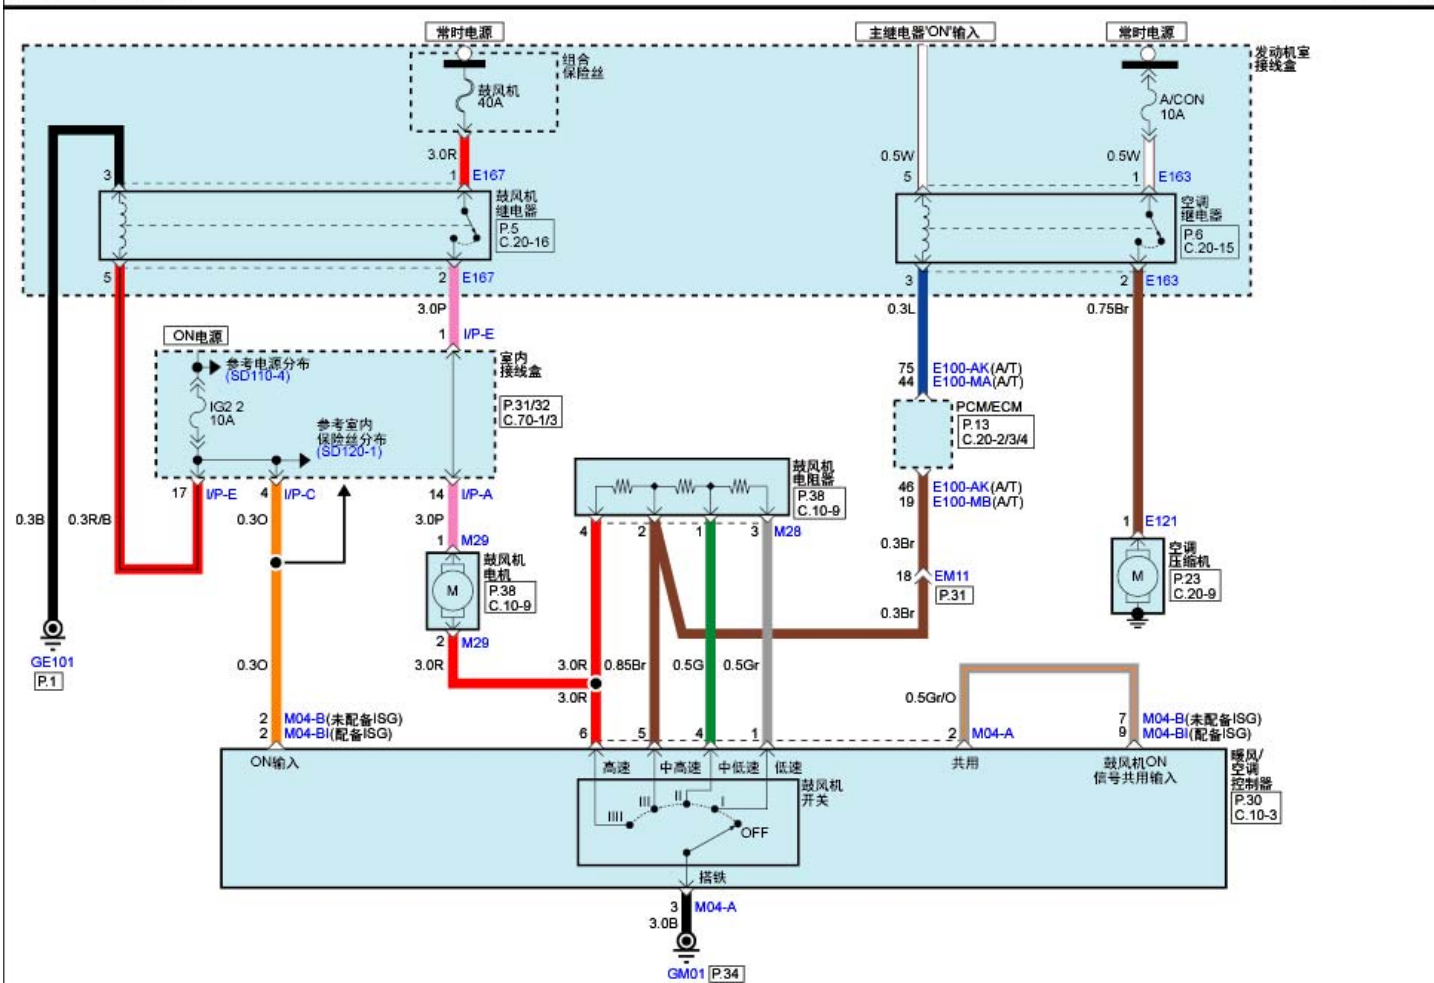 常时电源
主继电器'ON'输入
常时电源
发动机室
接线盒
组合
保险丝
鼓风机
40A
A/CON
10A
3.0R
0.5W
0.5W
3
1
E167
5
1
E163
鼓风机
继电器
P.5
C.20-16
空调
继电器
P.6
C.20-15
5
2
E167
3
2
E163
3.0P
0.3L
0.75Br
ON电源
1
I/P-E
参考电源分布
(SD110-4)
室内
接线盒
75
E100-AK(A/T)
44
E100-MA(A/T)
IG2 2
10A
P.31/32
C.70-1/3
PCM/ECM
P.13
C.20-2/3/4
参考室内
保险丝分布
(SD120-1)
鼓风机
电阻器
P.38
C.10-9
17
I/P-E
4
I/P-C
14
I/P-A
46
E100-AK(A/T)
19
E100-MB(A/T)
0.3B
0.3R/B
0.3O
3.0P
4
2
1
3
M28
1
E121
1
M29
0.3Br
鼓风机
电机
P.38
C.10-9
M
18
EM11
P.31
空调
压缩机
P.23
C.20-9
M
0.3Br
2
M29
GE101
P.1
0.3O
3.0R
3.0R
0.85Br
0.5G
0.5Gr
3.0R
0.5Gr/O
2
M04-B(未配备ISG)
2
M04-BI(配备ISG)
6
5
4
1
2
M04-A
7
M04-B(未配备ISG)
9
M04-BI(配备ISG)
ON输入
高速
中高速
中低速
低速
共用
鼓风机ON
信号共用输入
暖风/
空调
控制器
P.30
C.10-3
鼓风机
开关
IIII
III
II
I
OFF
搭铁
3
M04-A
3.0B
GM01
P.34